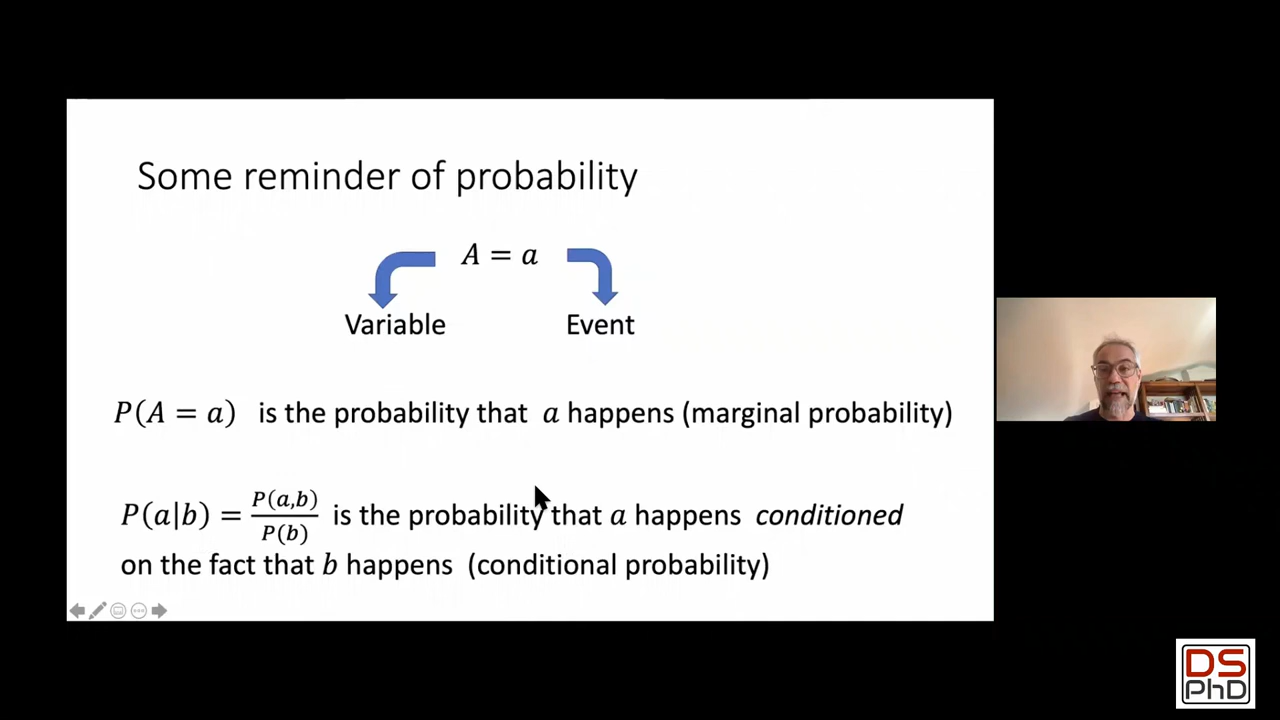 Some reminder of probability
A = a
Variable Event
P(A = a) is the probability that a happens (marginal probability)
P(a|b) = P(a,b)/P(b) is the probability that a happens conditioned
on the fact that b happens (conditional probability)
DS
PhD